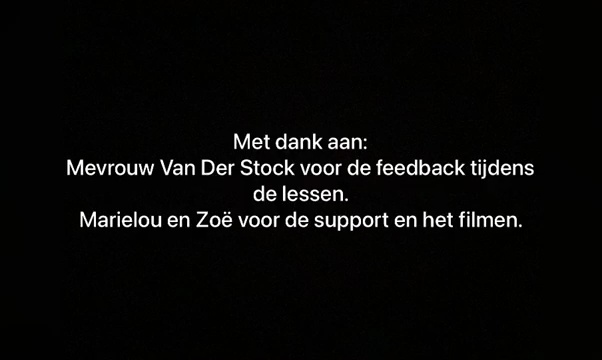 Met dank aan:
Mevrouw Van Der Stock voor de feedback tijdens
de lessen.
Marielou en Zoë voor de support en het filmen.